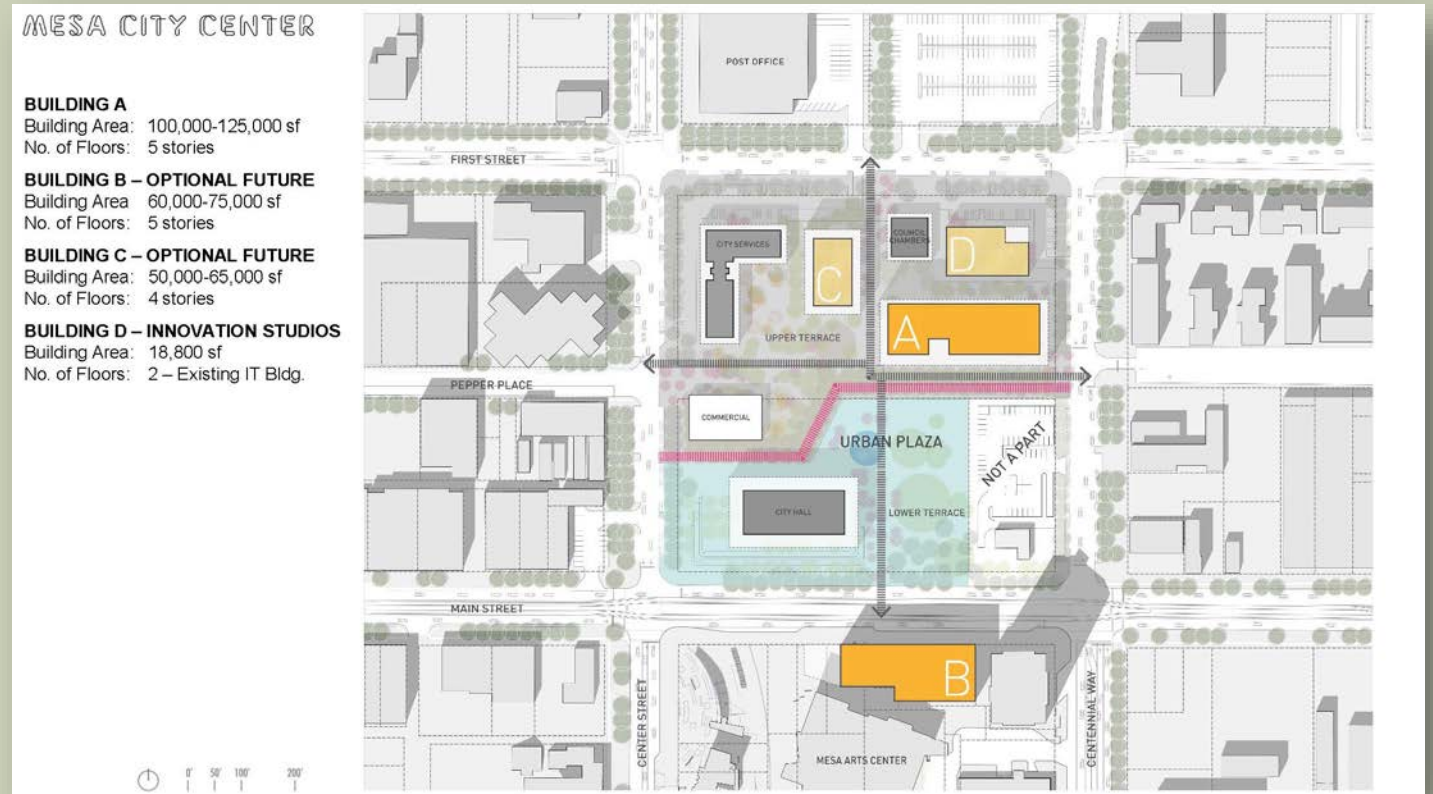 MESA CITY CENTER
BUILDING A
Building Area: 100,000-125,000 sf
No. of Floors: 5 stories
BUILDING B – OPTIONAL FUTURE
Building Area 60,000-75,000 sf
No. of Floors: 5 stories
BUILDING C – OPTIONAL FUTURE
Building Area: 50,000-65,000 sf
No. of Floors: 4 stories
BUILDING D – INNOVATION STUDIOS
Building Area: 18,800 sf
No. of Floors: 2 – Existing IT Bldg.
POST OFFICE
FIRST STREET
CITY SERVICES
C
COUNCIL
CHAMBERS
D
A
UPPER TERRACE
PEPPER PLACE
COMMERCIAL
URBAN PLAZA
NOT A PART
CITY HALL
LOWER TERRACE
MAIN STREET
B
CENTER STREET
MESA ARTS CENTER
CENTENNIAL WAY
0' 50' 100' 200'